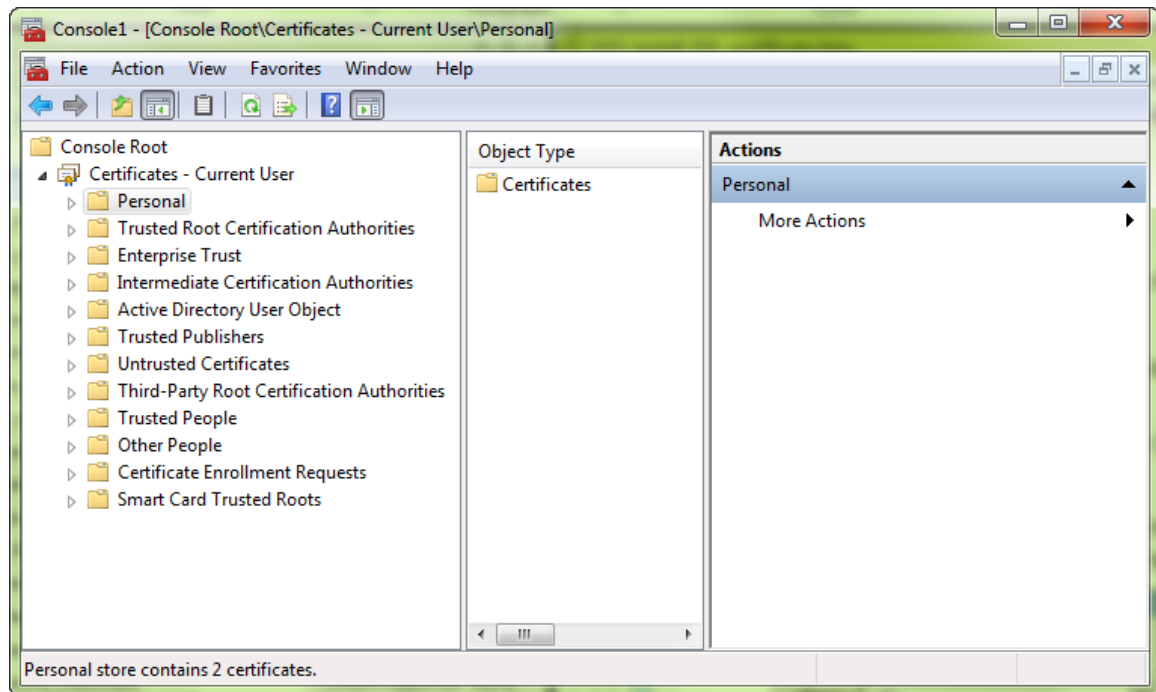 Console1 - [Console Root\Certificates - Current User\Personal]
File Action View Favorites Window Help
Console Root
Certificates - Current User
Personal
Trusted Root Certification Authorities
Enterprise Trust
Intermediate Certification Authorities
Active Directory User Object
Trusted Publishers
Untrusted Certificates
Third-Party Root Certification Authorities
Trusted People
Other People
Certificate Enrollment Requests
Smart Card Trusted Roots
Object Type
Certificates
Actions
Personal
More Actions
Personal store contains 2 certificates.